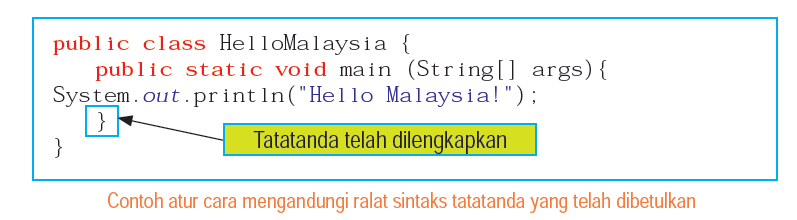 public class HelloMalaysia {
public static void main (String[] args){
System.out.println("Hello Malaysia!");
}
Tatatanda telah dilengkapkan
}
Contoh atur cara mengandungi ralat sintaks tatatanda yang telah dibetulkan